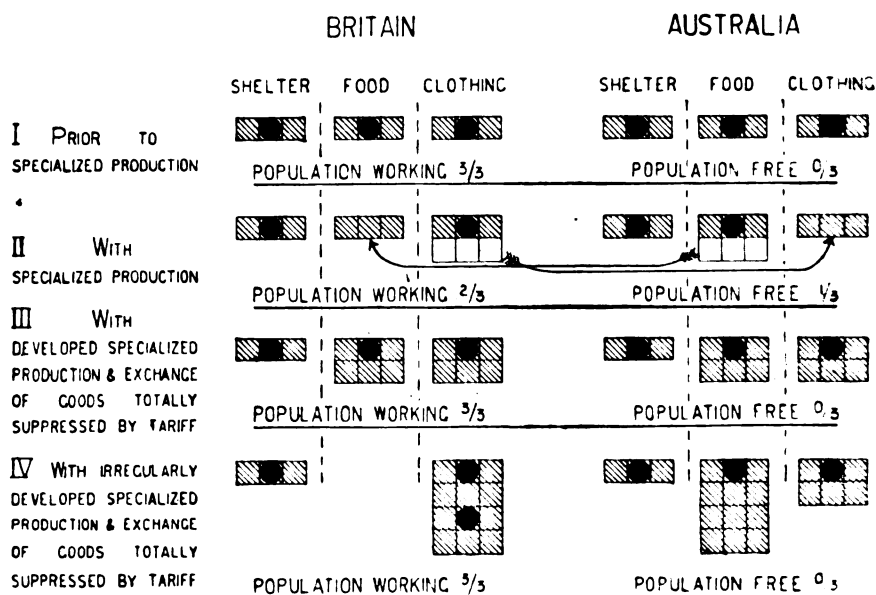 BRITAIN AUSTRALIA
SHELTER FOOD CLOTHING SHELTER FOOD CLOTHING
I PRIOR TO
SPECIALIZED PRODUCTION
POPULATION WORKING 3/3 POPULATION FREE 0/3
II WITH
SPECIALIZED PRODUCTION
POPULATION WORKING 2/3 POPULATION FREE 1/3
III WITH
DEVELOPED SPECIALIZED
PRODUCTION & EXCHANGE
OF GOODS TOTALLY
SUPPRESSED BY TARIFF
POPULATION WORKING 3/3 POPULATION FREE 0/3
IV WITH IRREGULARLY
DEVELOPED SPECIALIZED
PRODUCTION & EXCHANGE
OF GOODS TOTALLY
SUPPRESSED BY TARIFF
POPULATION WORKING 3/3 POPULATION FREE 0/3